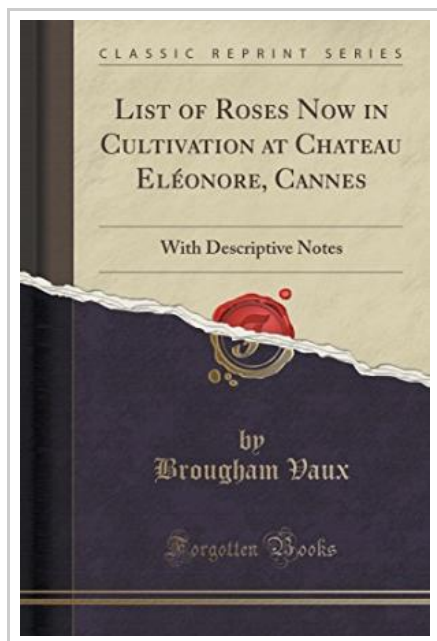 CLASSIC REPRINT SERIES
LIST OF ROSES NOW IN
CULTIVATION AT CHATEAU
ELÉONORE, CANNES
With Descriptive Notes
by
Brougham Vaux
Forgotten Books